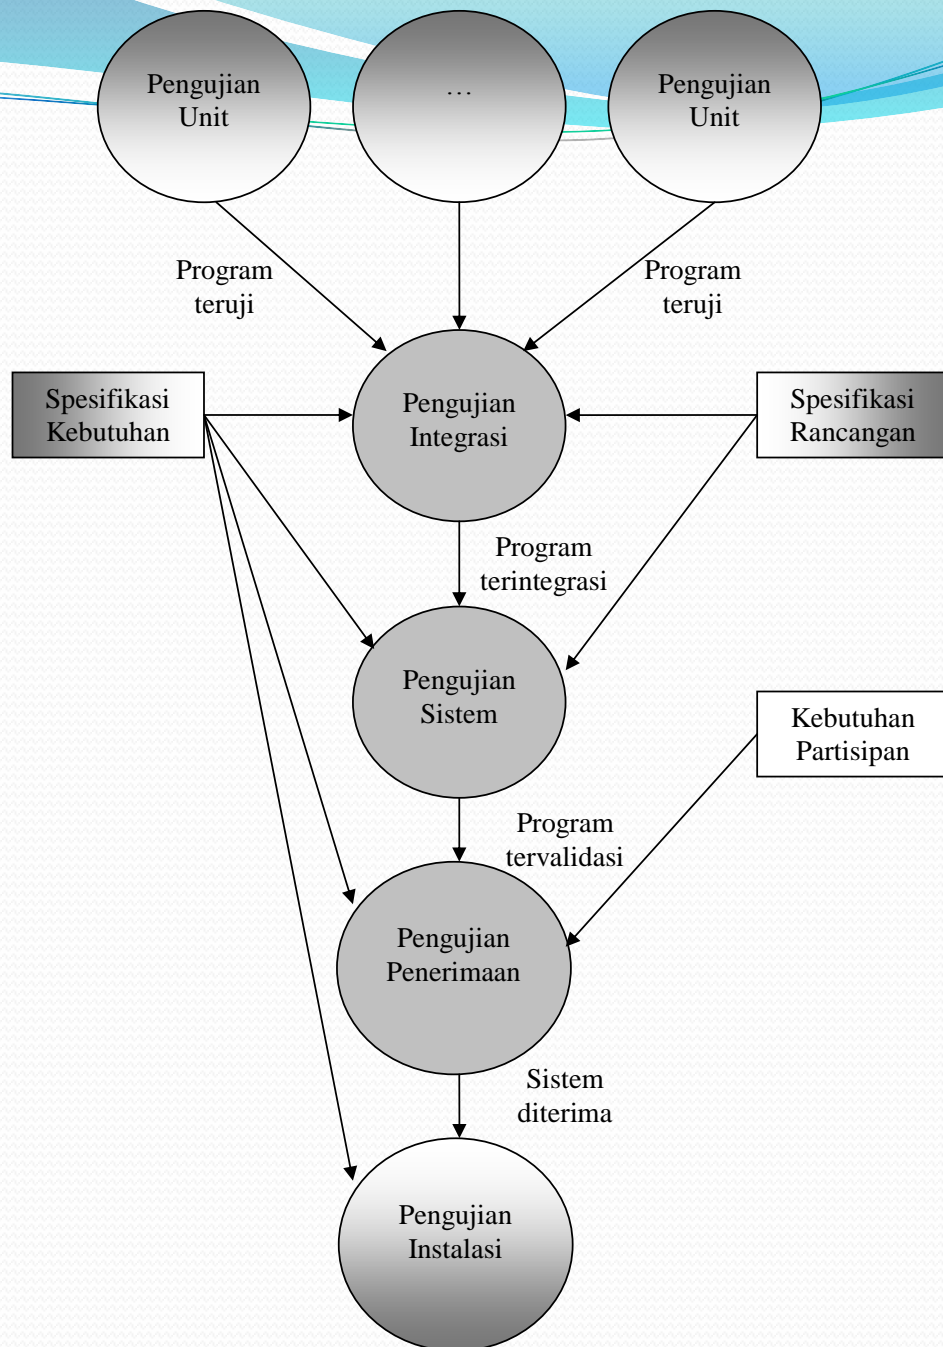 Pengujian
Unit
…
Pengujian
Unit
Program
teruji
Program
teruji
Spesifikasi
Kebutuhan
Pengujian
Integrasi
Spesifikasi
Rancangan
Program
terintegrasi
Pengujian
Sistem
Kebutuhan
Partisipan
Program
tervalidasi
Pengujian
Penerimaan
Sistem
diterima
Pengujian
Instalasi